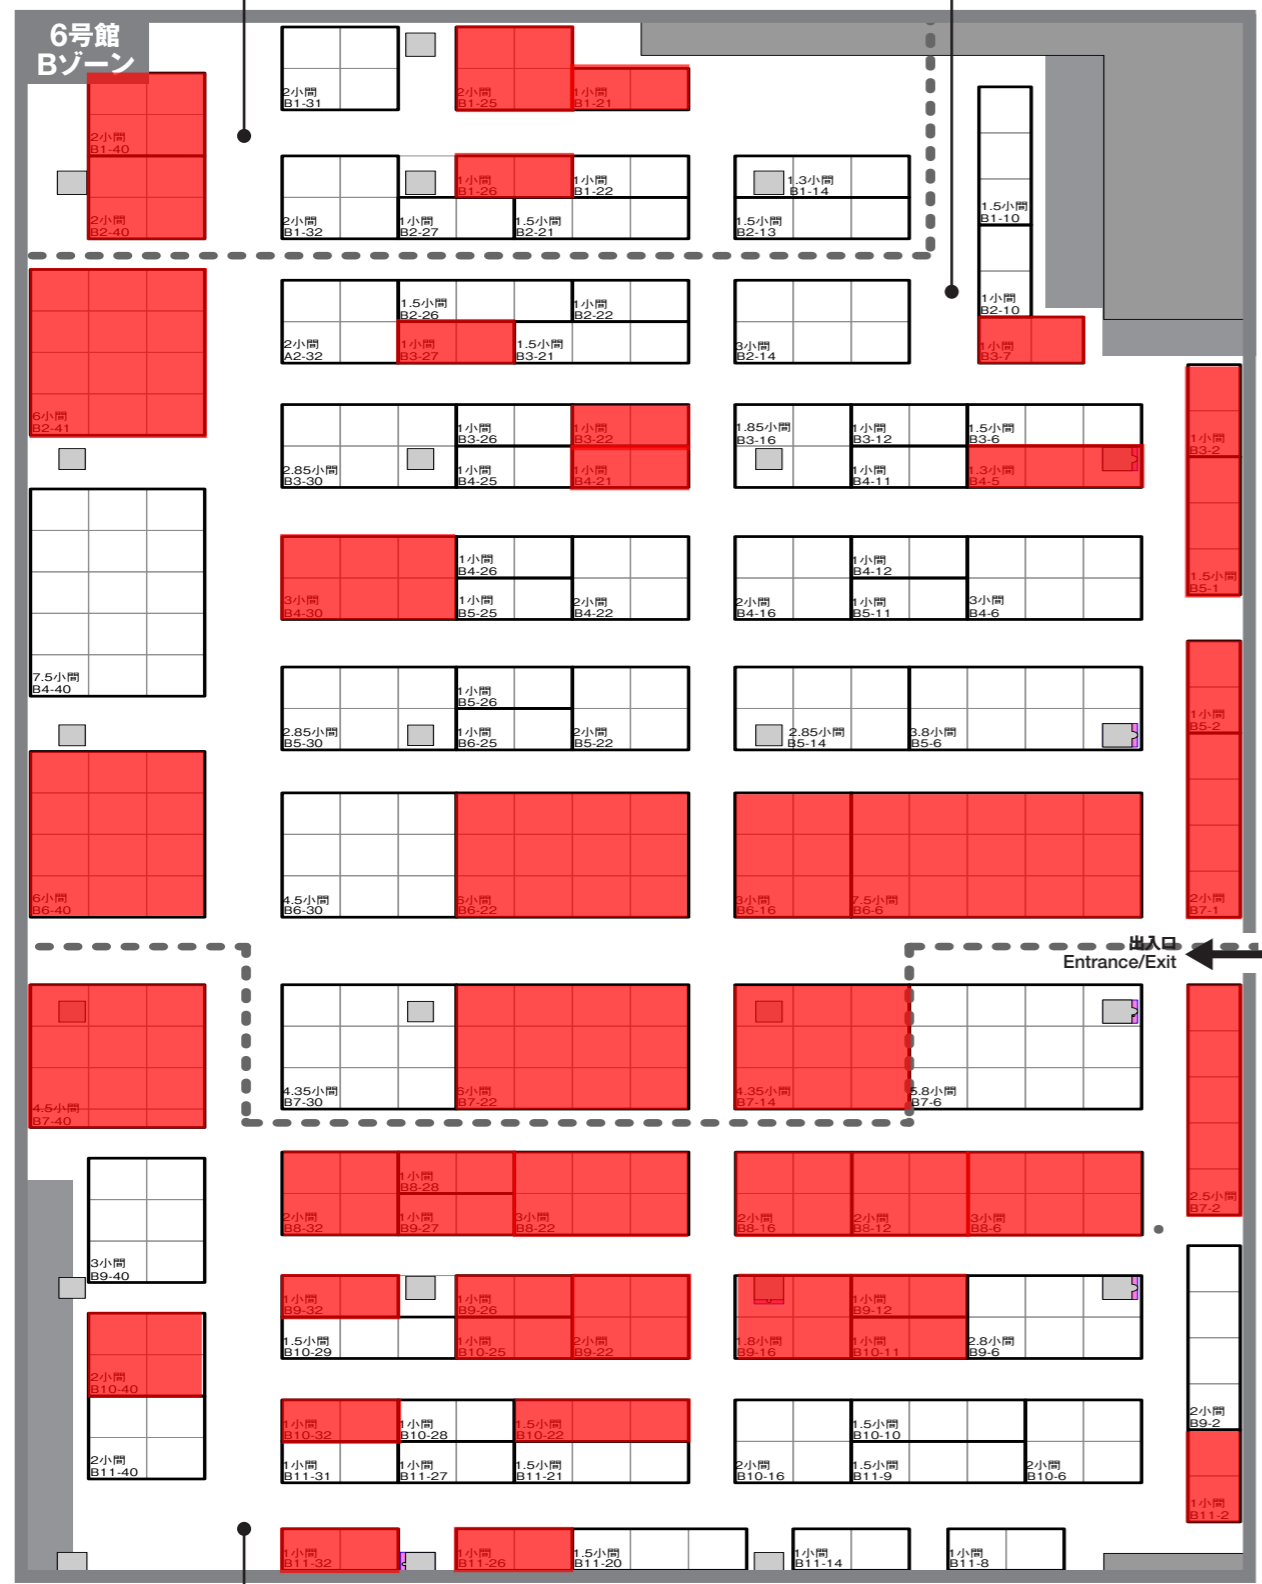 6号館
Bゾーン
2小間
B1-31
2小間
B1-25
1小間
B1-21
2小間
B1-40
2小間
B2-40
2小間
B1-32
1小間
B1-26
1小間
B1-22
1小間
B2-27
1.5小間
B2-21
1.3小間
B1-14
1.5小間
B2-13
1.5小間
B1-10
1小間
B2-10
1小間
B3-7
6小間
B2-41
2小間
A2-32
1.5小間
B2-26
1小間
B2-22
1小間
B3-27
1.5小間
B3-21
3小間
B2-14
2.85小間
B3-30
1小間
B3-26
1小間
B3-22
1小間
B4-25
1小間
B4-21
1.85小間
B3-16
1小間
B3-12
1.5小間
B3-6
1小間
B4-11
1.3小間
B4-5
1小間
B3-2
1.5小間
B5-1
7.5小間
B4-40
3小間
B4-30
1小間
B4-26
1小間
B5-25
2小間
B4-22
2小間
B4-16
1小間
B4-12
1小間
B5-11
3小間
B4-6
2.85小間
B5-30
1小間
B5-26
1小間
B6-25
2小間
B5-22
2.85小間
B5-14
3.8小間
B5-6
1小間
B5-2
2小間
B7-1
6小間
B6-40
4.5小間
B6-30
6小間
B6-22
3小間
B6-16
7.5小間
B6-6
出入口
Entrance/Exit
4.5小間
B7-40
4.35小間
B7-30
6小間
B7-22
4.35小間
B7-14
5.8小間
B7-6
2.5小間
B7-2
2小間
B8-32
1小間
B8-28
1小間
B9-27
3小間
B8-22
2小間
B8-16
2小間
B8-12
3小間
B8-6
3小間
B9-40
1小間
B9-32
1.5小間
B10-29
1小間
B9-26
1小間
B10-25
2小間
B9-22
1.8小間
B9-16
1小間
B9-12
1小間
B10-11
2.8小間
B9-6
2小間
B9-2
2小間
B10-40
2小間
B11-40
1小間
B10-32
1小間
B10-28
1.5小間
B10-22
1小間
B11-31
1小間
B11-27
1.5小間
B11-21
2小間
B10-16
1.5小間
B10-10
1.5小間
B11-9
2小間
B10-6
1小間
B11-2
1小間
B11-32
1小間
B11-26
1.5小間
B11-20
1小間
B11-14
1小間
B11-8